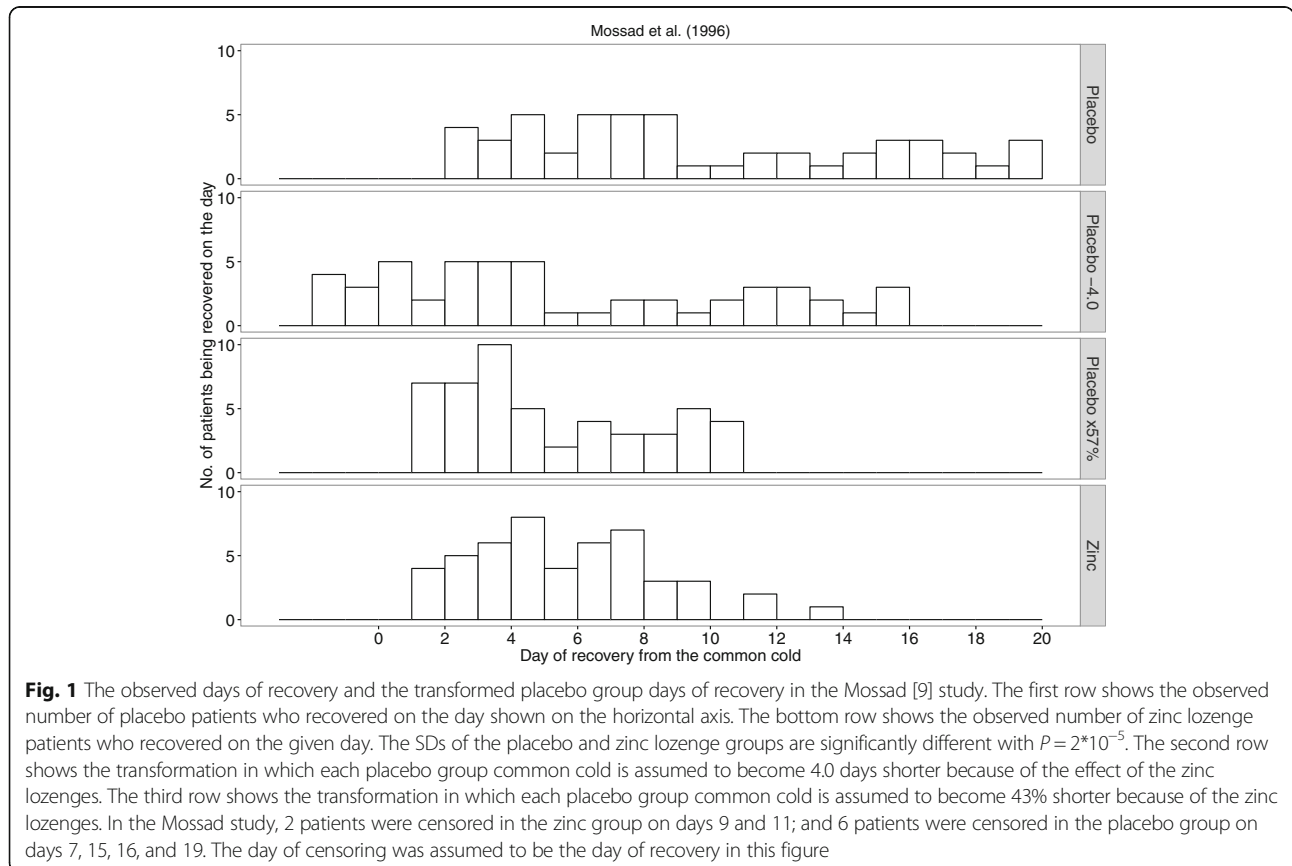 Mossad et al. (1996)
No. of patients being recovered on the day
10
5
0
Placebo
10
5
0
Placebo −4.0
10
5
0
Placebo x57%
10
5
0
Zinc
0 2 4 6 8 10 12 14 16 18 20
Day of recovery from the common cold
Fig. 1 The observed days of recovery and the transformed placebo group days of recovery in the Mossad [9] study. The first row shows the observed
number of placebo patients who recovered on the day shown on the horizontal axis. The bottom row shows the observed number of zinc lozenge
patients who recovered on the given day. The SDs of the placebo and zinc lozenge groups are significantly different with P = 2*10⁻⁵. The second row
shows the transformation in which each placebo group common cold is assumed to become 4.0 days shorter because of the effect of the zinc
lozenges. The third row shows the transformation in which each placebo group common cold is assumed to become 43% shorter because of the zinc
lozenges. In the Mossad study, 2 patients were censored in the zinc group on days 9 and 11; and 6 patients were censored in the placebo group on
days 7, 15, 16, and 19. The day of censoring was assumed to be the day of recovery in this figure